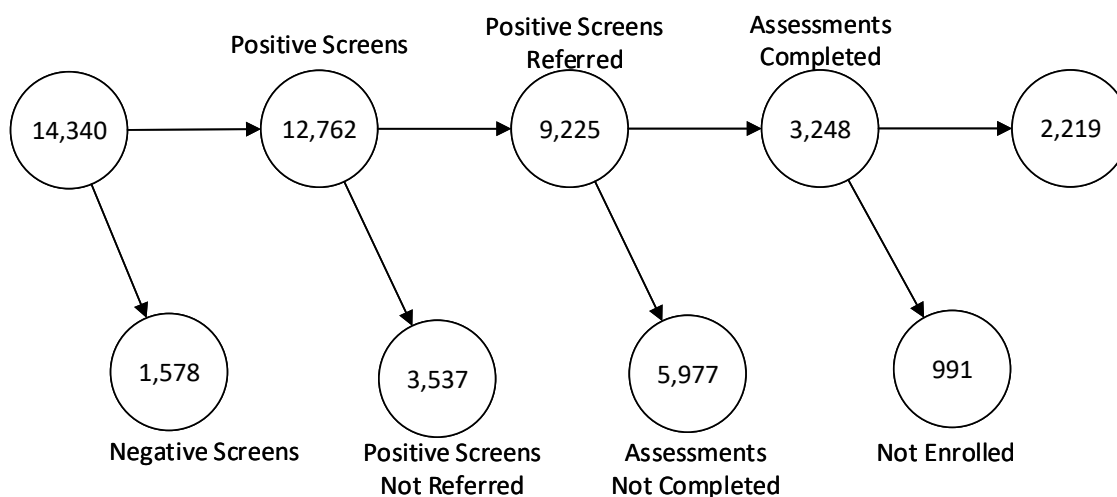 Positive Screens
Positive Screens
Referred
Assessments
Completed
14,340
12,762
9,225
3,248
2,219
1,578
3,537
5,977
991
Negative Screens
Positive Screens
Not Referred
Assessments
Not Completed
Not Enrolled